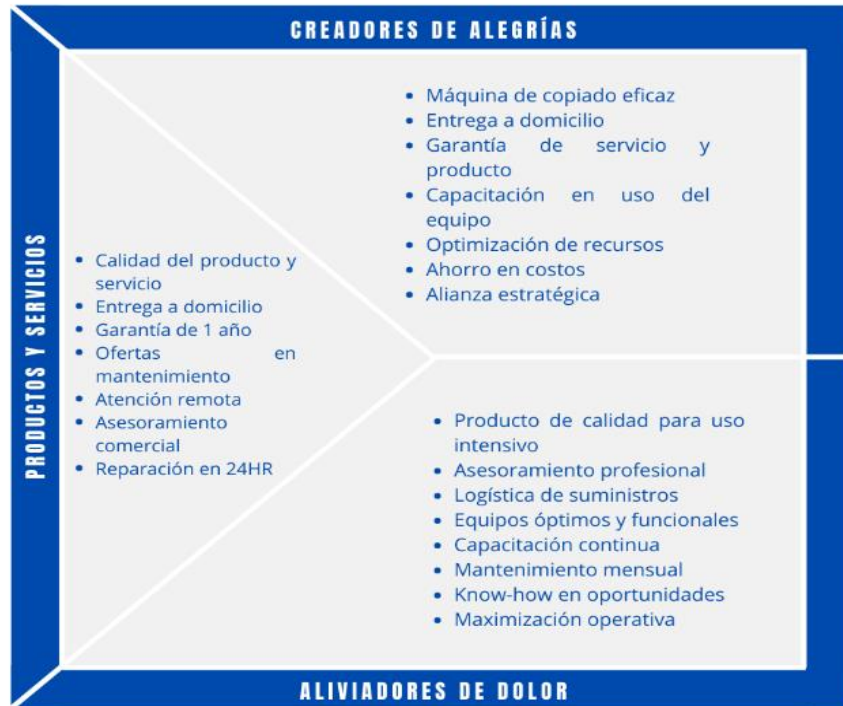 CREADORES DE ALEGRÍAS
• Máquina de copiado eficaz
• Entrega a domicilio
• Garantía de servicio y
producto
• Capacitación en uso del
equipo
• Optimización de recursos
• Ahorro en costos
• Alianza estratégica
PRODUCTOS Y SERVICIOS
• Calidad del producto y
servicio
• Entrega a domicilio
• Garantía de 1 año
• Ofertas en
mantenimiento
• Atención remota
• Asesoramiento
comercial
• Reparación en 24HR
• Producto de calidad para uso
intensivo
• Asesoramiento profesional
• Logística de suministros
• Equipos óptimos y funcionales
• Capacitación continua
• Mantenimiento mensual
• Know-how en oportunidades
• Maximización operativa
ALIVIADORES DE DOLOR